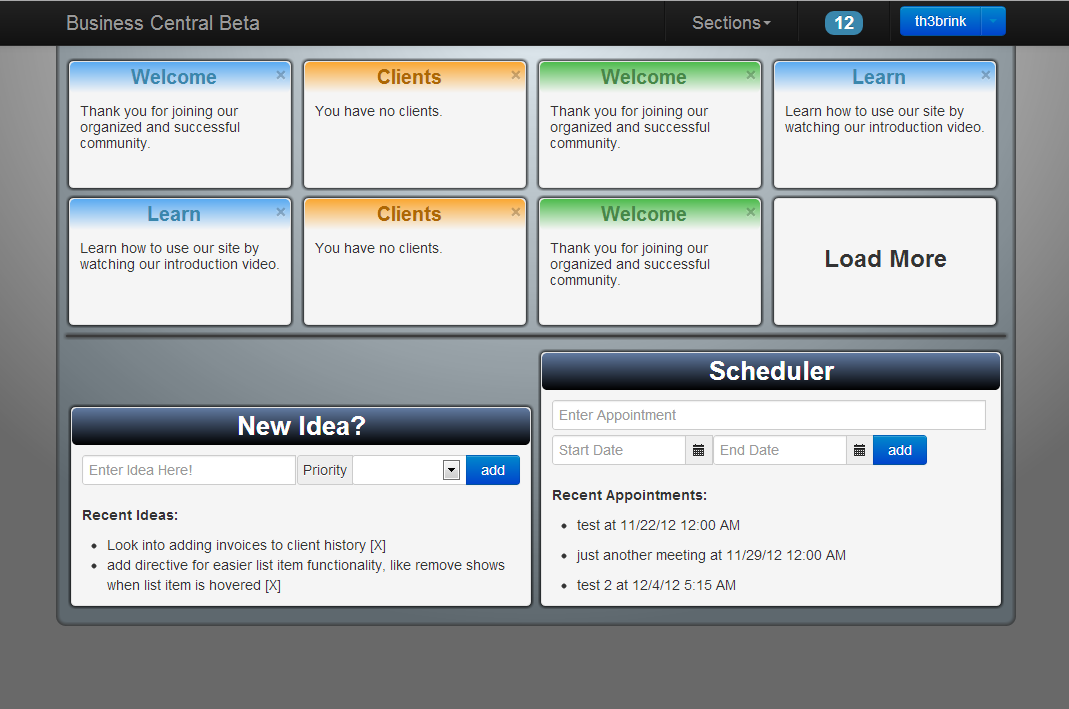 Business Central Beta
Sections
12
th3brink
Welcome ×
Thank you for joining our
organized and successful
community.
Clients ×
You have no clients.
Welcome ×
Thank you for joining our
organized and successful
community.
Learn ×
Learn how to use our site by
watching our introduction video.
Learn ×
Learn how to use our site by
watching our introduction video.
Clients ×
You have no clients.
Welcome ×
Thank you for joining our
organized and successful
community.
Load More
New Idea?
Enter Idea Here!
Priority
add
Recent Ideas:
Look into adding invoices to client history [X]
add directive for easier list item functionality, like remove shows
when list item is hovered [X]
Scheduler
Enter Appointment
Start Date
End Date
add
Recent Appointments:
test at 11/22/12 12:00 AM
just another meeting at 11/29/12 12:00 AM
test 2 at 12/4/12 5:15 AM